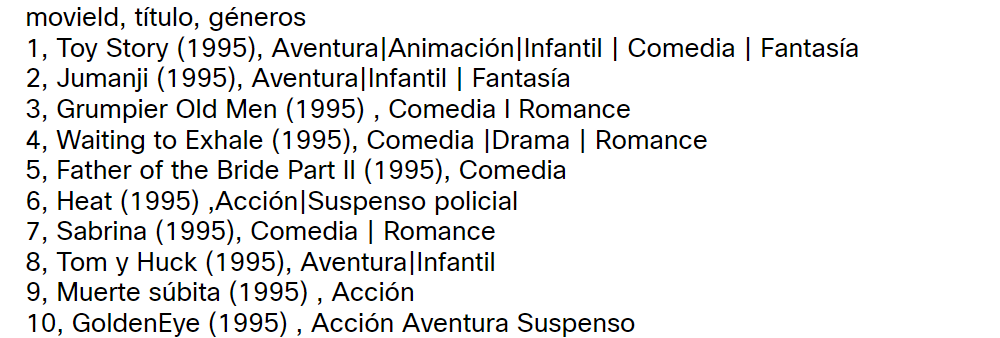 movieId, título, géneros
1, Toy Story (1995), Aventura|Animación|Infantil | Comedia | Fantasía
2, Jumanji (1995), Aventura|Infantil | Fantasía
3, Grumpier Old Men (1995) , Comedia I Romance
4, Waiting to Exhale (1995), Comedia |Drama | Romance
5, Father of the Bride Part II (1995), Comedia
6, Heat (1995) ,Acción|Suspenso policial
7, Sabrina (1995), Comedia | Romance
8, Tom y Huck (1995), Aventura|Infantil
9, Muerte súbita (1995) , Acción
10, GoldenEye (1995) , Acción Aventura Suspenso